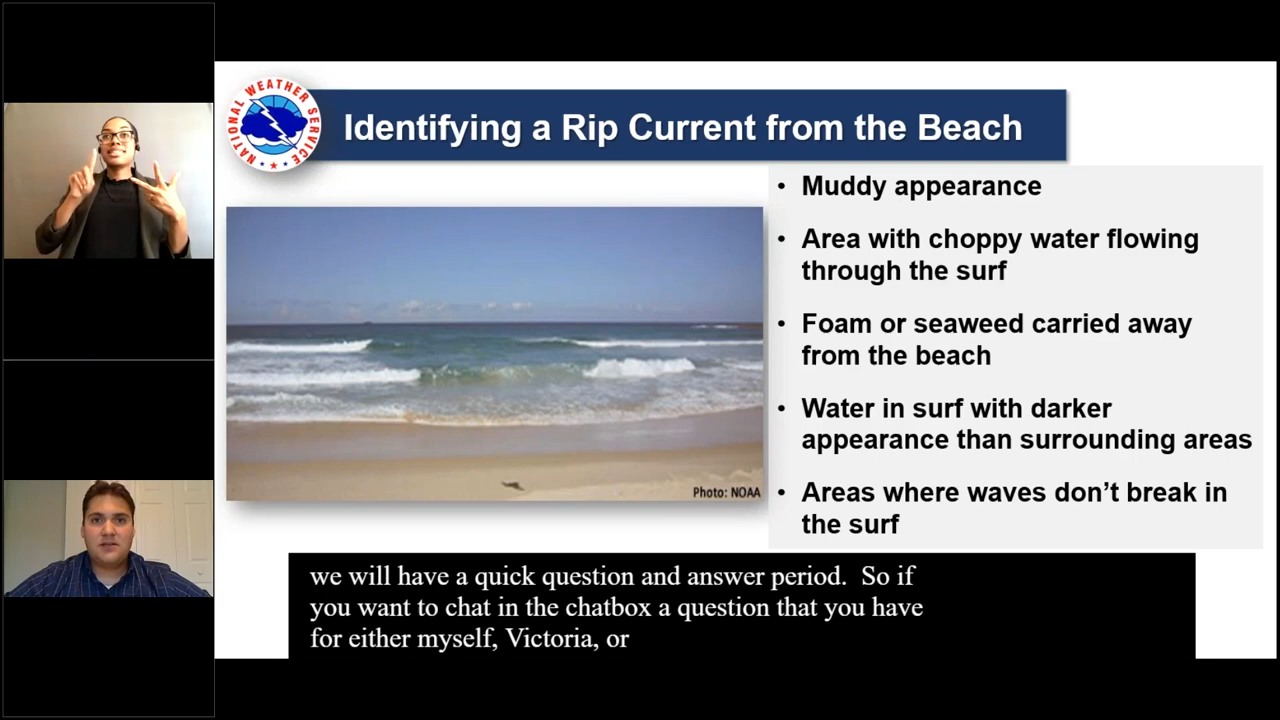 NATIONAL WEATHER SERVICE
Identifying a Rip Current from the Beach
• Muddy appearance
• Area with choppy water flowing
through the surf
• Foam or seaweed carried away
from the beach
• Water in surf with darker
appearance than surrounding areas
• Areas where waves don’t break in
the surf
Photo: NOAA
we will have a quick question and answer period.  So if
you want to chat in the chatbox a question that you have
for either myself, Victoria, or